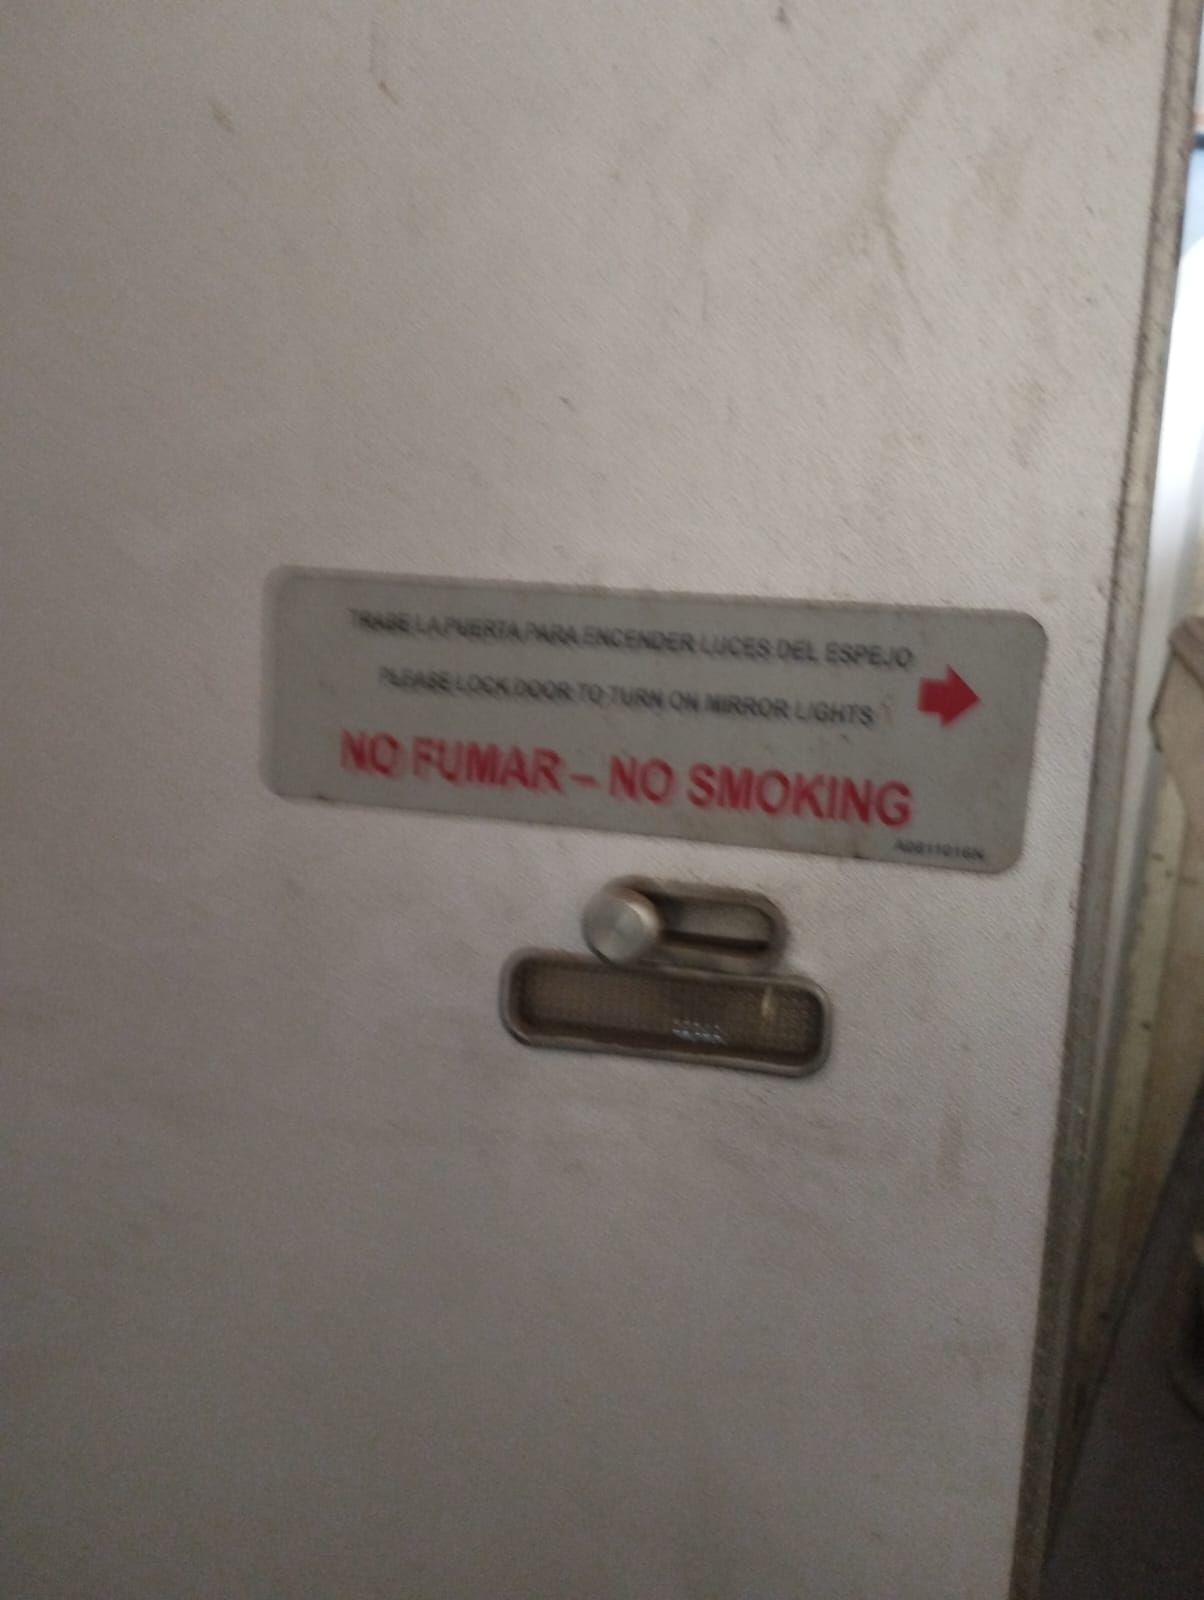 TRABE LA PUERTA PARA ENCENDER LUCES DEL ESPEJO
PLEASE LOCK DOOR TO TURN ON MIRROR LIGHTS
NO FUMAR – NO SMOKING